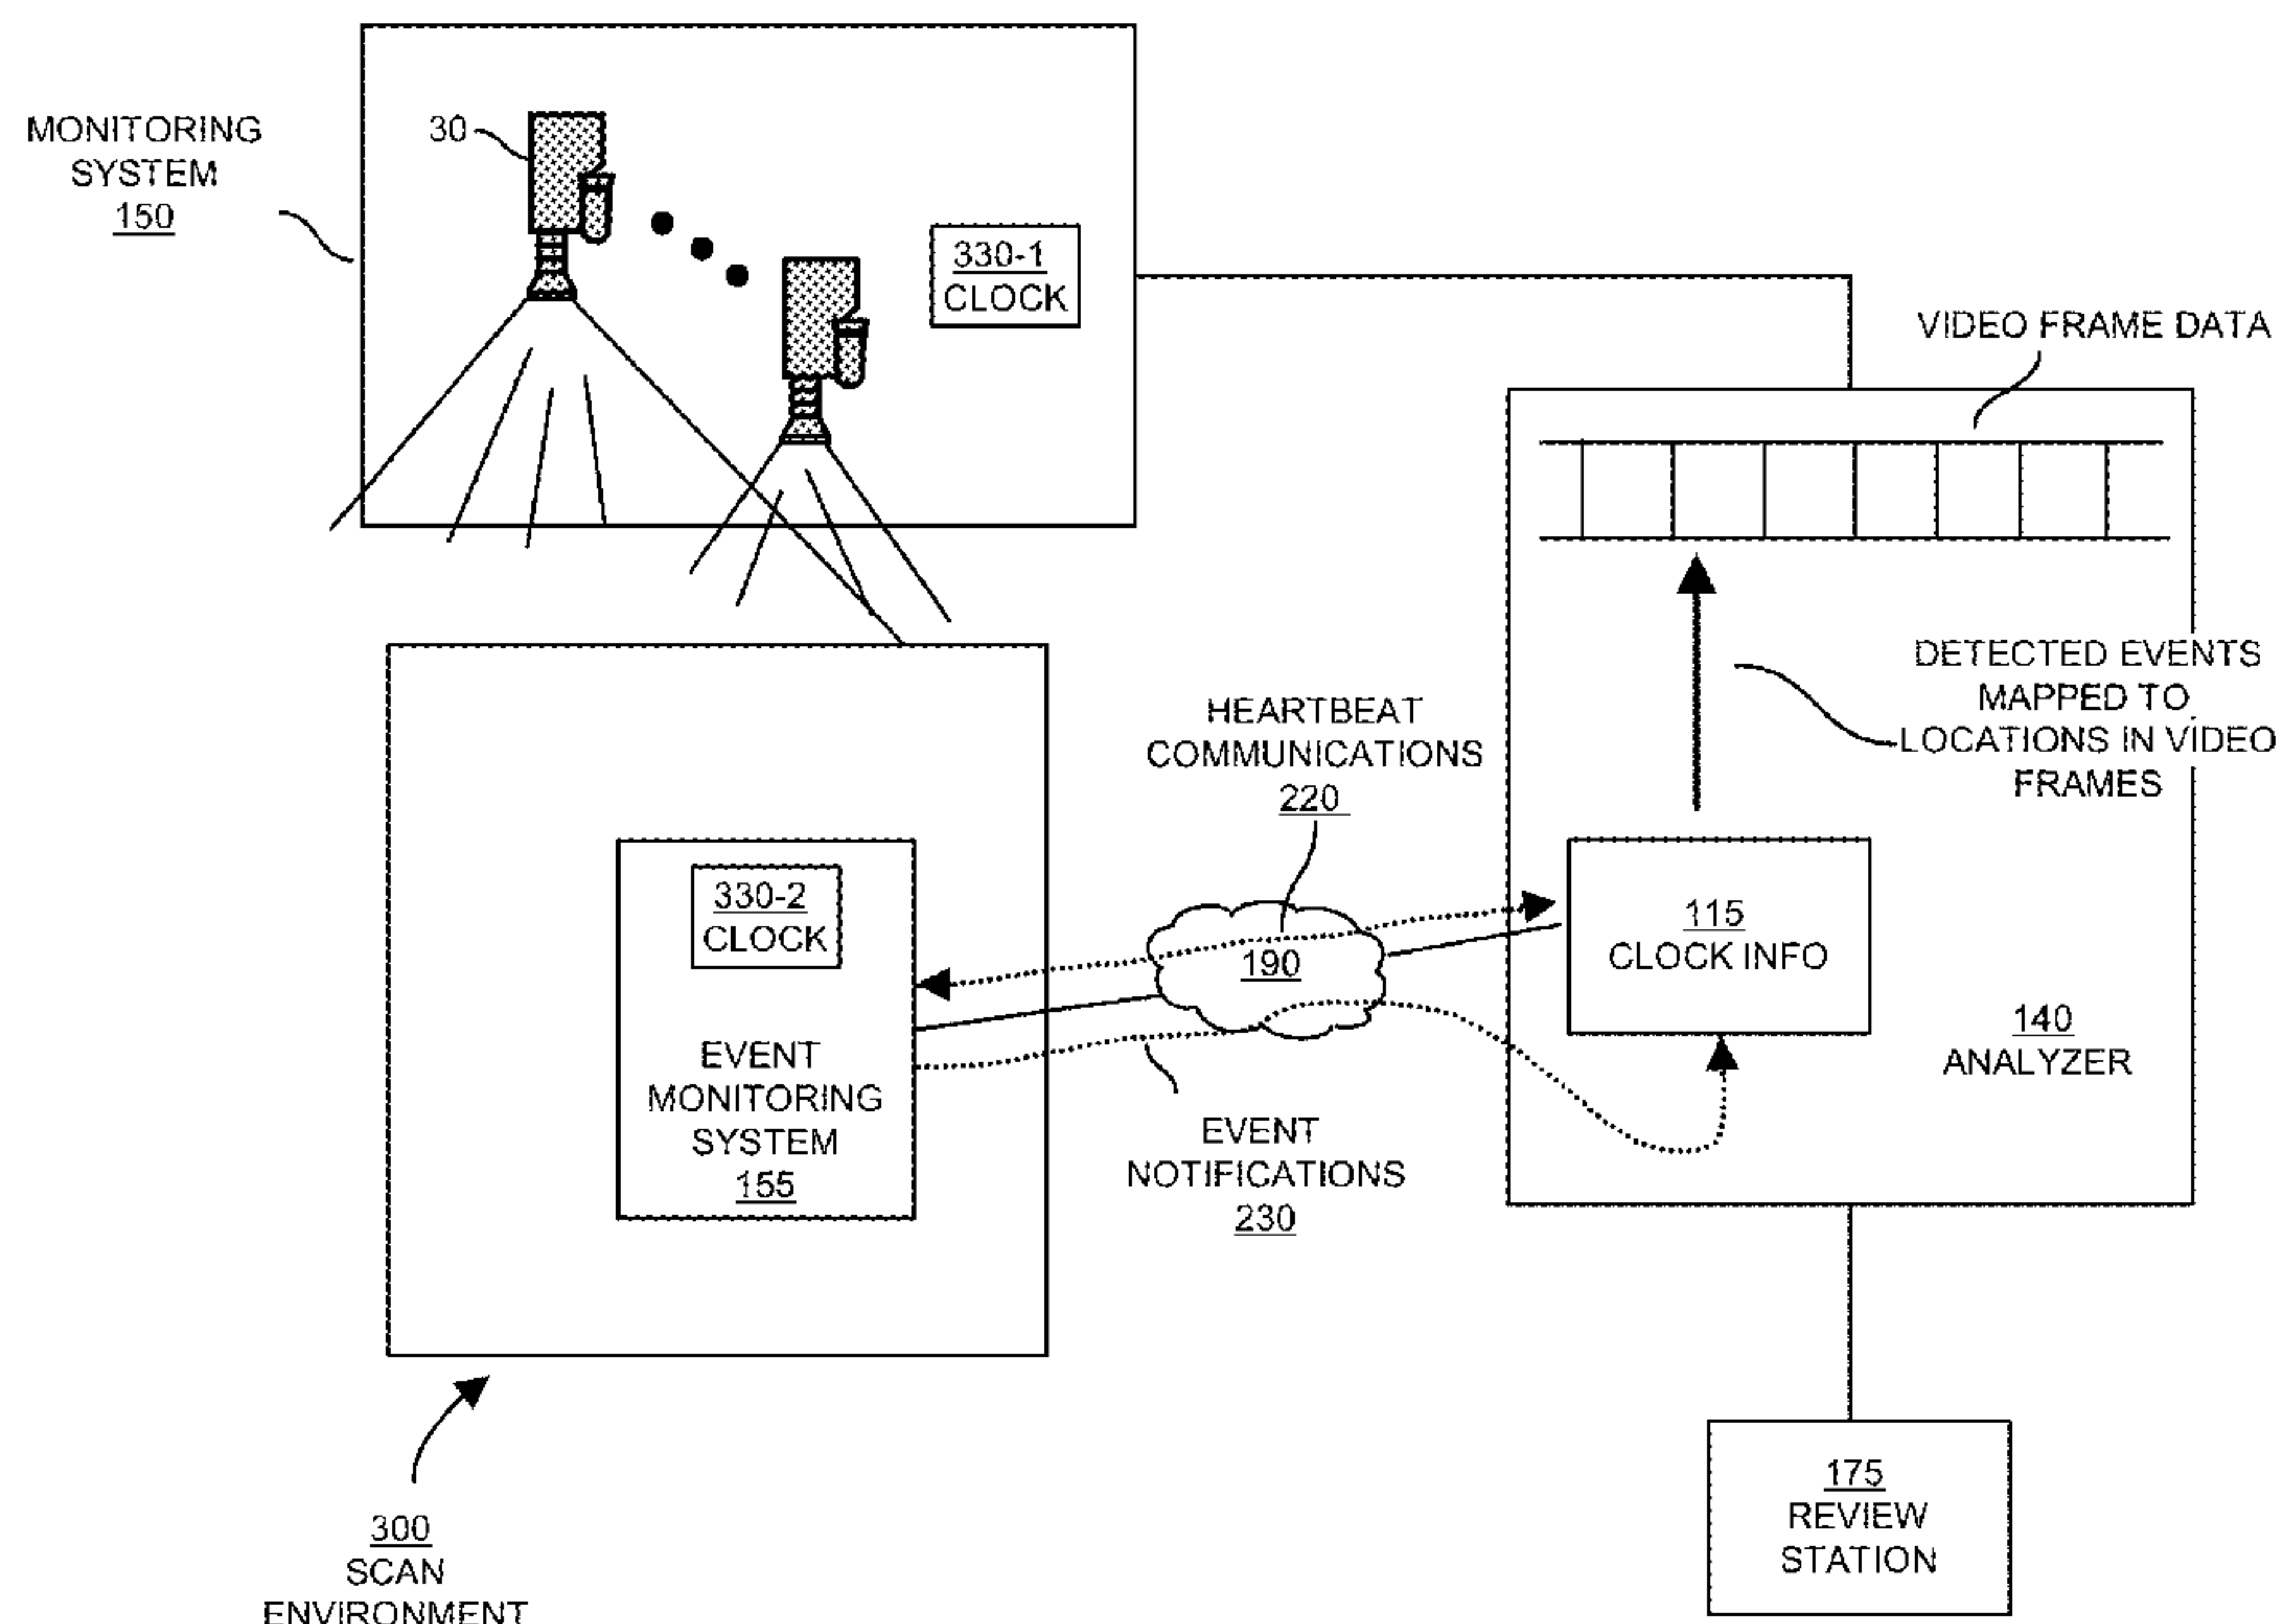 MONITORING
SYSTEM
150
30
330-1
CLOCK
VIDEO FRAME DATA
DETECTED EVENTS
MAPPED TO
LOCATIONS IN VIDEO
FRAMES
HEARTBEAT
COMMUNICATIONS
220
330-2
CLOCK
190
115
CLOCK INFO
EVENT
MONITORING
SYSTEM
155
140
ANALYZER
EVENT
NOTIFICATIONS
230
175
REVIEW
STATION
300
SCAN
ENVIRONMENT